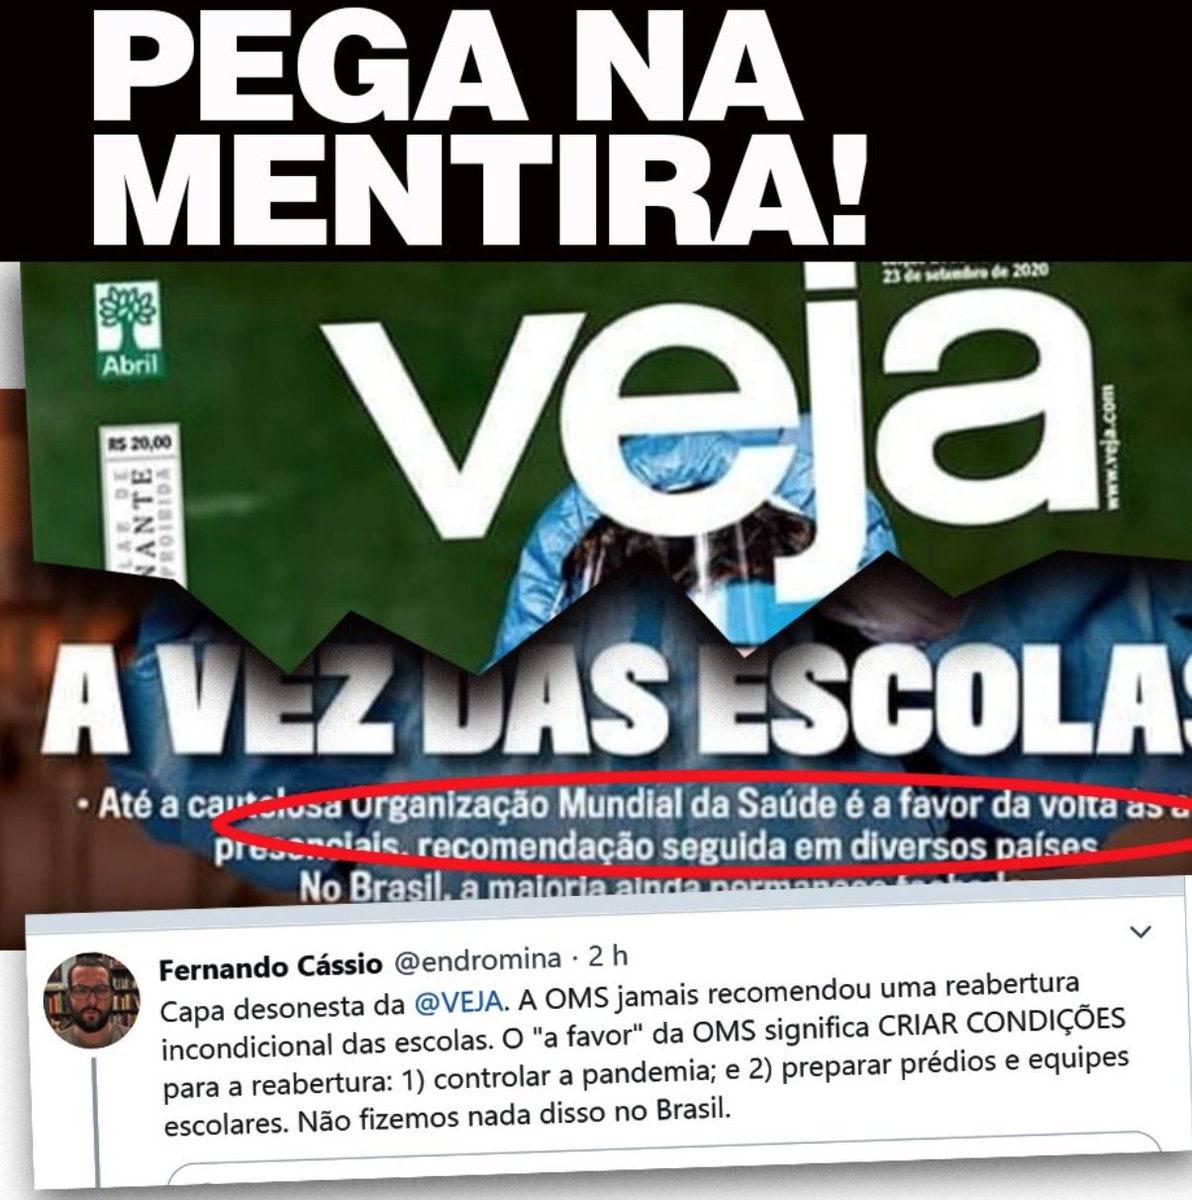 PEGA NA
MENTIRA!
23 de setembro de 2020
veja
Abril
www.veja.com
R$ 20,00
PROIBIDA
A VEZ DAS ESCOLAS
• Até a cautelosa Organização Mundial da Saúde é a favor da volta às a
presenciais, recomendação seguida em diversos países
No Brasil, a maioria ainda
Fernando Cássio @endromina · 2 h
Capa desonesta da @VEJA. A OMS jamais recomendou uma reabertura
incondicional das escolas. O "a favor" da OMS significa CRIAR CONDIÇÕES
para a reabertura: 1) controlar a pandemia; e 2) preparar prédios e equipes
escolares. Não fizemos nada disso no Brasil.